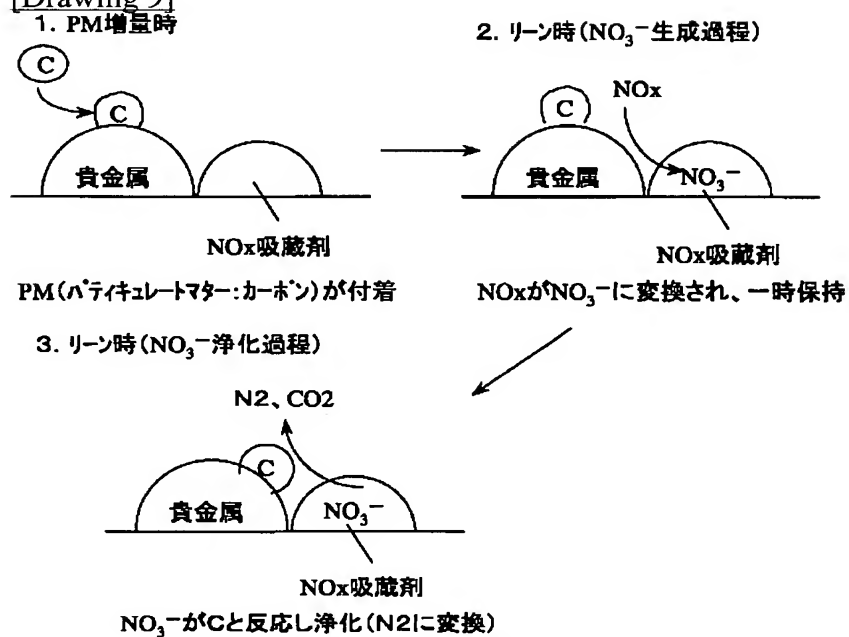 [Drawing 9]
1. PM増量時
C
C
貴金属
NOx吸蔵剤
PM(パティキュレートマター:カーボン)が付着
2. リーン時(NO₃⁻生成過程)
C
NOx
貴金属
NO₃⁻
NOx吸蔵剤
NOxがNO₃⁻に変換され、一時保持
3. リーン時(NO₃⁻浄化過程)
N2、CO2
C
貴金属
NO₃⁻
NOx吸蔵剤
NO₃⁻がCと反応し浄化(N2に変換)